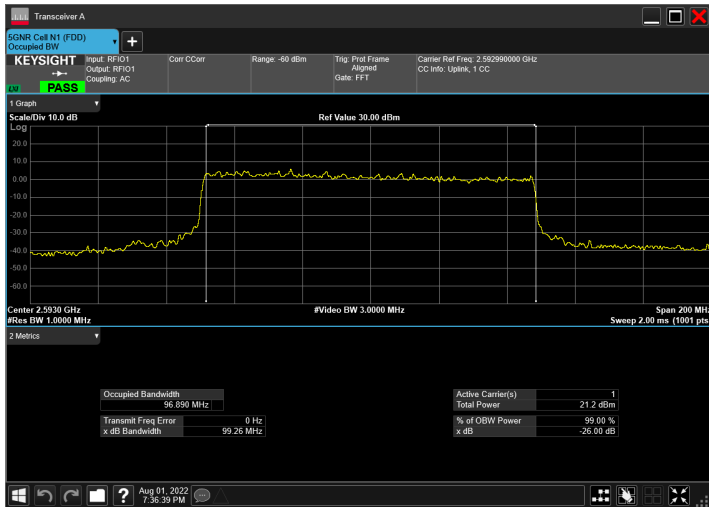 Transceiver A
5GNR Cell N1 (FDD)
Occupied BW
KEYSIGHT
LXI
PASS
Input: RFIO1
Output: RFIO1
Coupling: AC
Corr CCorr
Range: -60 dBm
Trig: Prot Frame
Aligned
Gate: FFT
Carrier Ref Freq: 2.592990000 GHz
CC Info: Uplink, 1 CC
1 Graph
Scale/Div 10.0 dB
Ref Value 30.00 dBm
Log
20.0
10.0
0.00
-10.0
-20.0
-30.0
-40.0
-50.0
-60.0
Center 2.5930 GHz
#Video BW 3.0000 MHz
Span 200 MHz
#Res BW 1.0000 MHz
Sweep 2.00 ms (1001 pts
2 Metrics
Occupied Bandwidth
96.890 MHz
Transmit Freq Error 0 Hz
x dB Bandwidth 99.26 MHz
Active Carrier(s) 1
Total Power 21.2 dBm
% of OBW Power 99.00 %
x dB -26.00 dB
Aug 01, 2022
7:36:39 PM